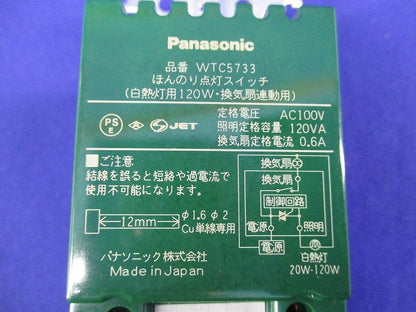 Panasonic
品番 WTC5733
ほんのり点灯スイッチ
(白熱灯用120W・換気扇連動用)
定格電圧 AC100V
照明定格容量 120VA
換気扇定格電流 0.6A
PS
E
JET
■ご注意
結線を誤ると短絡や過電流で
使用不可能になります。
12mm
φ1.6 φ2
Cu単線専用
パナソニック株式会社
Made in Japan
換気扇
換気扇
制御回路
電源 照明
電源 白熱灯
20W-120W